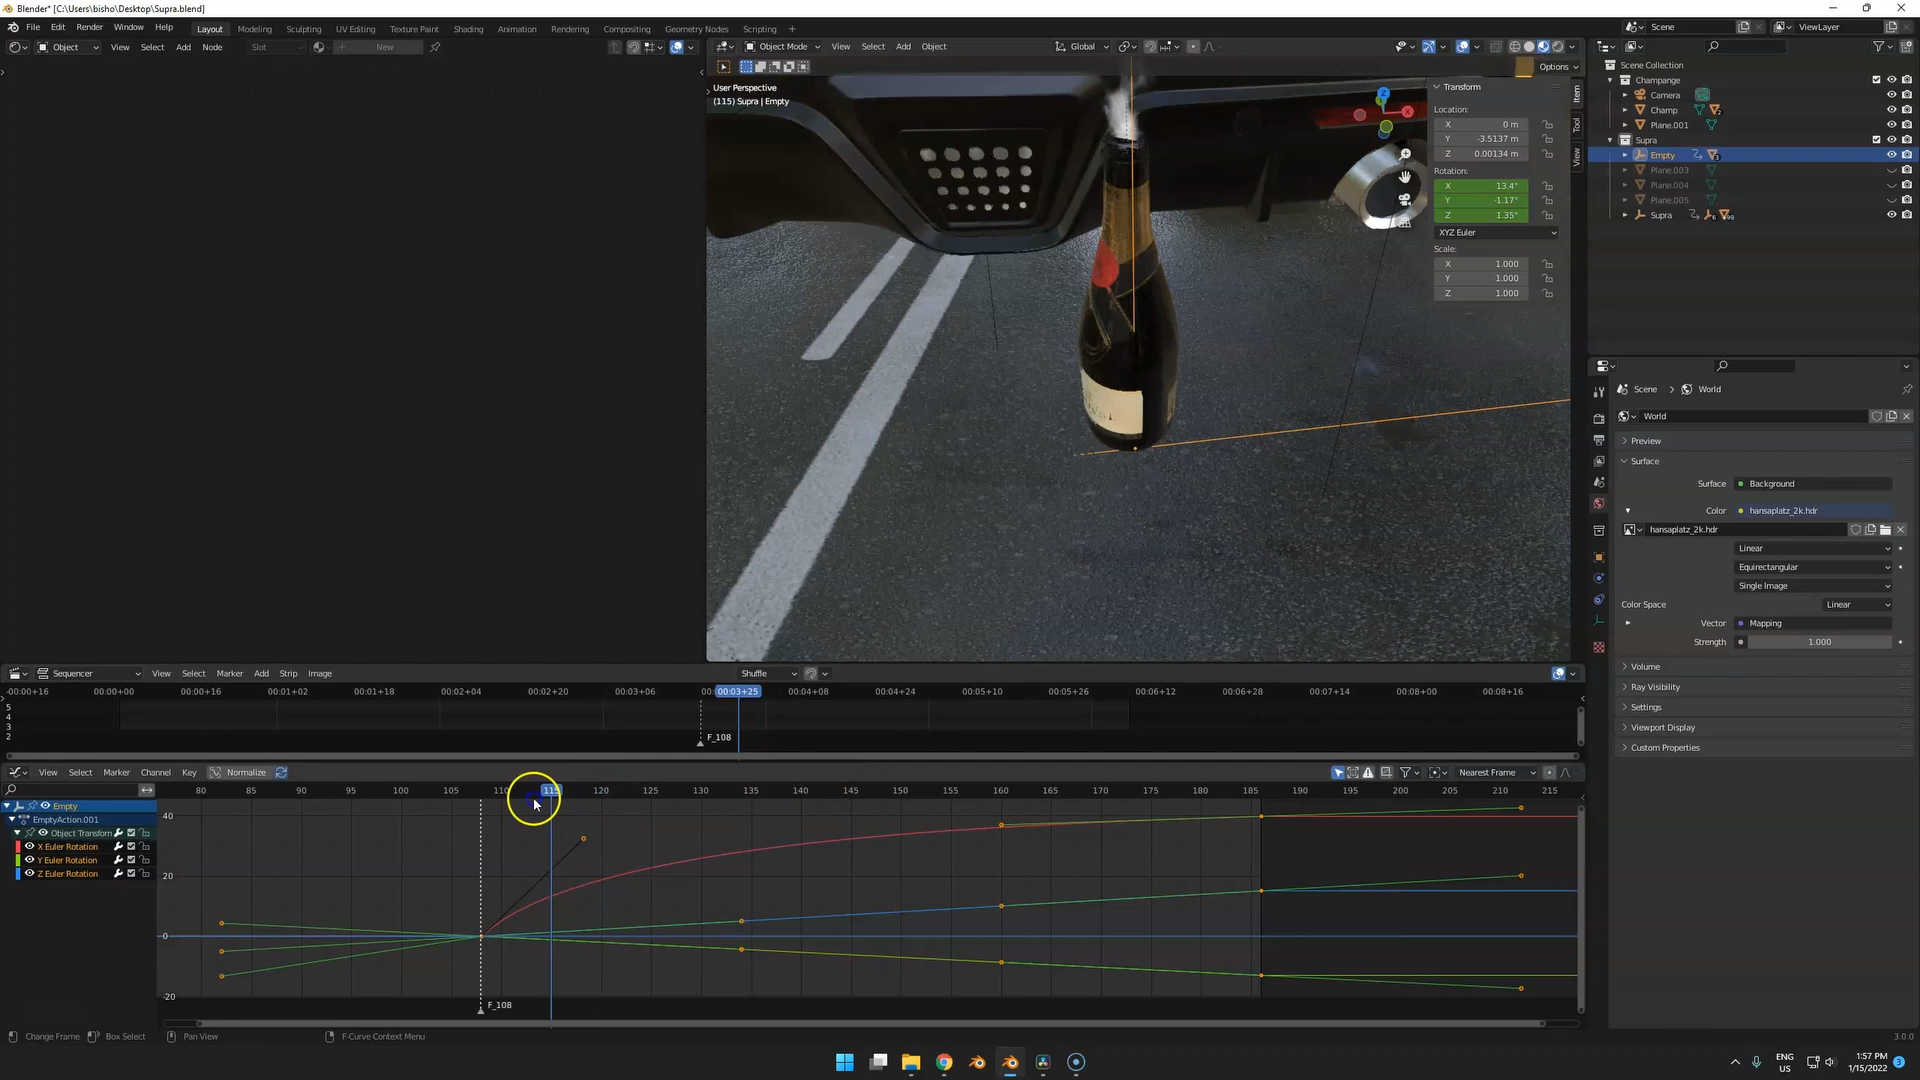 Blender* [C:\Users\bisho\Desktop\Supra.blend]
File Edit Render Window Help Layout Modeling Sculpting UV Editing Texture Paint Shading Animation Rendering Compositing Geometry Nodes Scripting Scene ViewLayer
Object View Select Add Node Slot New Object Mode View Select Add Object Global
Options
User Perspective
(115) Supra | Empty
Transform
Location:
X 0 m
Y -3.5137 m
Z 0.00134 m
Rotation:
X 13.4°
Y -1.17°
Z 1.35°
XYZ Euler
Scale:
X 1.000
Y 1.000
Z 1.000
Item
Tool
View
Scene Collection
Champange
Camera
Champ
Plane.001
Supra
Empty
Plane.003
Plane.004
Plane.005
Supra
Scene > World
World
Preview
Surface
Surface Background
Color hansaplatz_2k.hdr
hansaplatz_2k.hdr
Linear
Equirectangular
Single Image
Color Space Linear
Vector Mapping
Strength 1.000
Volume
Ray Visibility
Settings
Viewport Display
Custom Properties
Sequencer View Select Marker Add Strip Image Shuffle
-00:00+16 00:00+00 00:00+16 00:01+02 00:01+18 00:02+04 00:02+20 00:03+06 00: 00:03+25 00:04+08 00:04+24 00:05+10 00:05+26 00:06+12 00:06+28 00:07+14 00:08+00 00:08+16
5
4
3
2
F_108
View Select Marker Channel Key Normalize Nearest Frame
80 85 90 95 100 105 110 115 120 125 130 135 140 145 150 155 160 165 170 175 180 185 190 195 200 205 210 215
Empty
EmptyAction.001
Object Transform
X Euler Rotation
Y Euler Rotation
Z Euler Rotation
40
20
0
-20
F_108
Change Frame Box Select Pan View F-Curve Context Menu 3.0.0
ENG
US
1:57 PM
1/15/2022
3